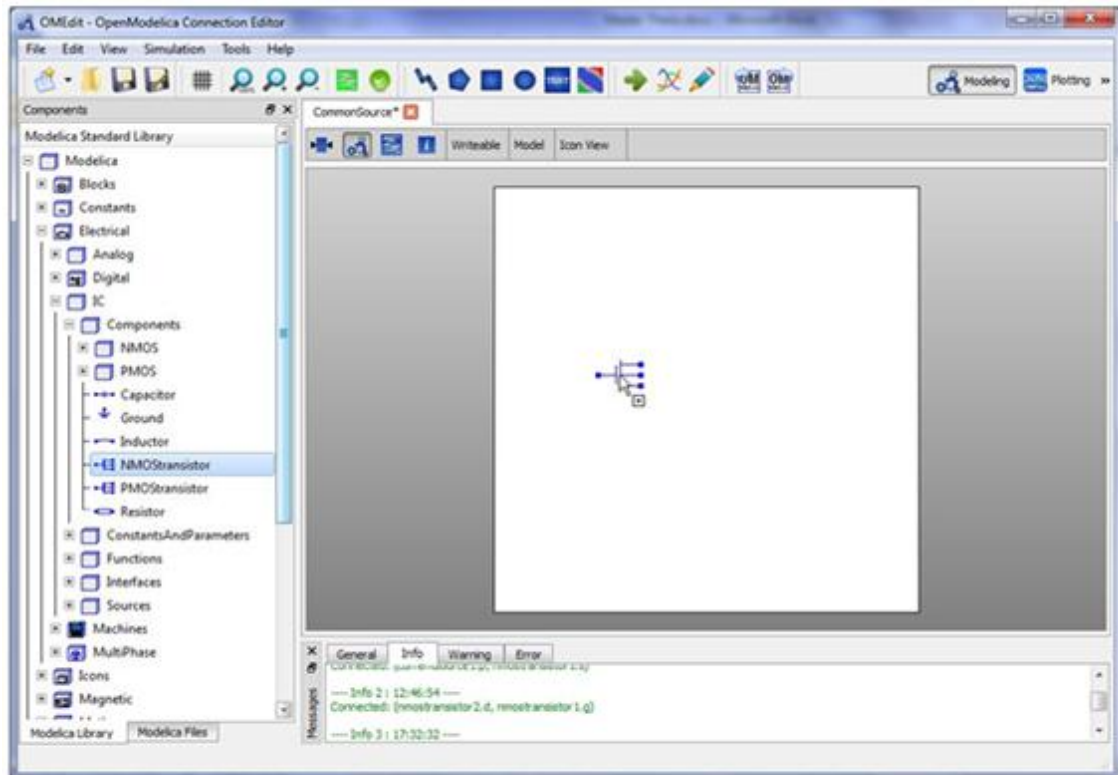 OMEdit - OpenModelica Connection Editor
File Edit View Simulation Tools Help
TEXT
OM
OM
Modeling
Plotting »
Components
CommonSource*
Modelica Standard Library
Writeable Model Icon View
Modelica
Blocks
Constants
Electrical
Analog
Digital
IC
Components
NMOS
PMOS
Capacitor
Ground
Inductor
NMOStransistor
PMOStransistor
Resistor
ConstantsAndParameters
Functions
Interfaces
Sources
Machines
MultiPhase
Icons
Magnetic
Modelica Library Modelica Files
General Info Warning Error
Messages
---- Info 2 : 12:46:54 ----
Connected: (nmostransistor2.d, nmostransistor1.g)
---- Info 3 : 17:32:32 ----